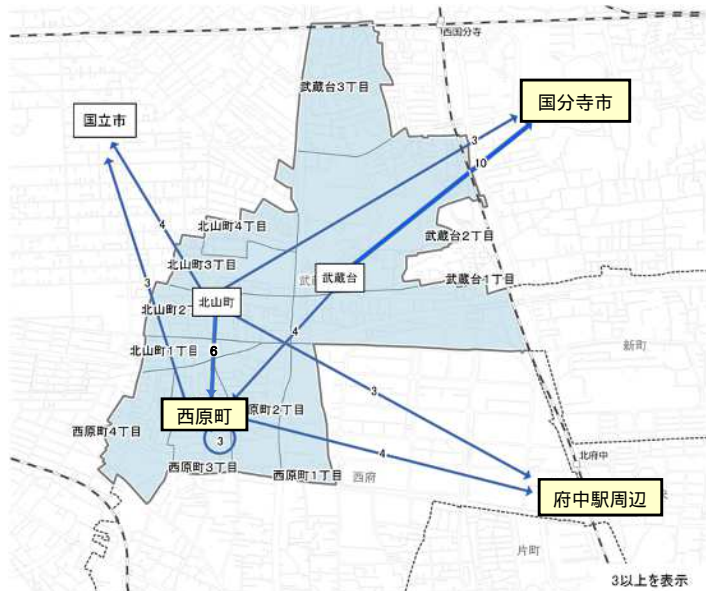 西国分寺
武蔵台3丁目
国分寺市
国立市
3
10
4
北山町4丁目
武蔵台2丁目
北山町3丁目
武蔵台
武蔵台1丁目
3
北山町
北山町2丁
4
新町
北山町1丁目
6
3
西原町
原町2丁目
西原町4丁目
3
4
北府中
西原町3丁目
西原町1丁目
西府
府中駅周辺
片町
3以上を表示